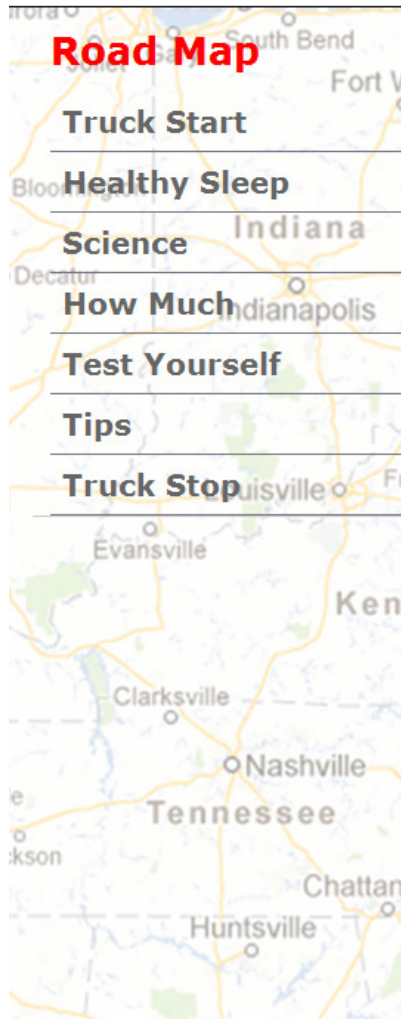 South Bend
Road Map
Fort
Truck Start
Healthy Sleep
Indiana
Science
Decatur
How Much
Indianapolis
Test Yourself
Tips
Truck Stop
Louisville
Evansville
Ken
Clarksville
Nashville
Tennessee
kson
Chattan
Huntsville